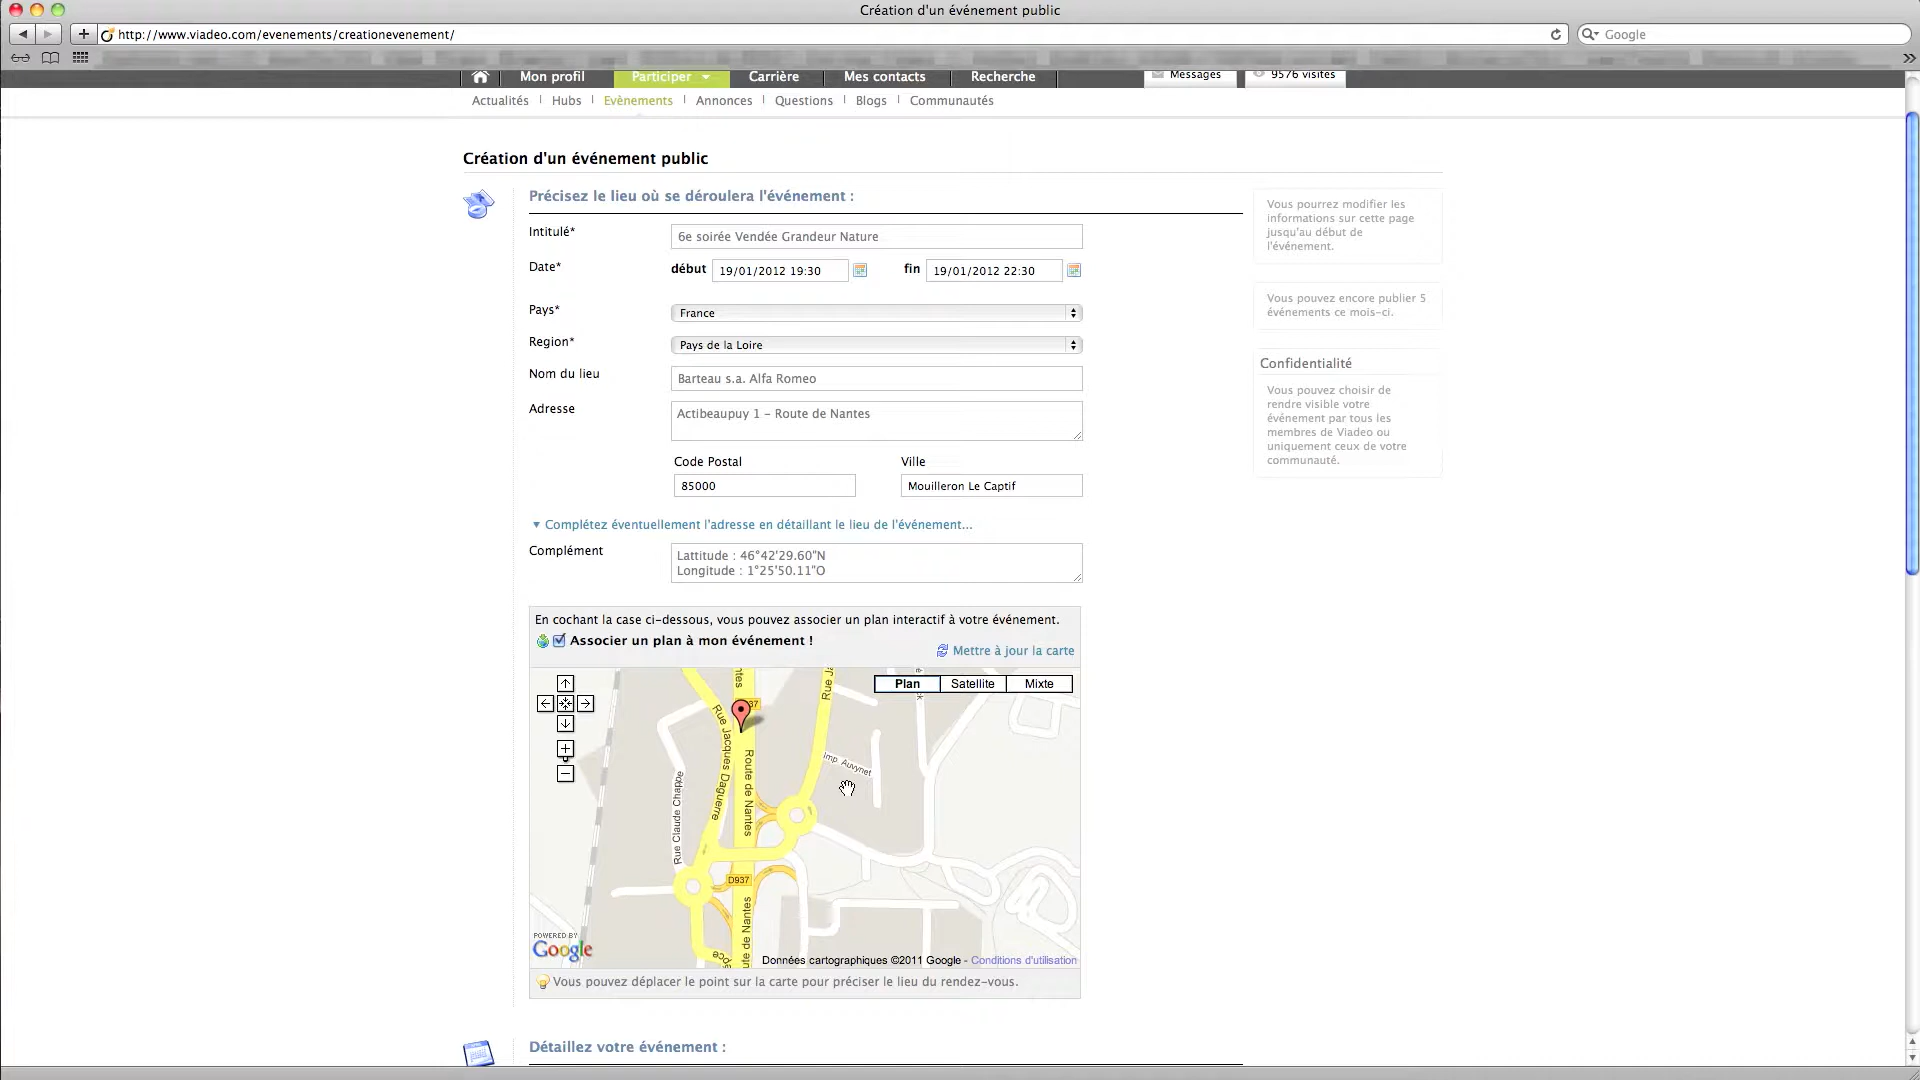 Création d'un événement public
http://www.viadeo.com/evenements/creationevenement/
Google
Mon profil
Participer
Carrière
Mes contacts
Recherche
Messages
9576 visites
Actualités
Hubs
Evènements
Annonces
Questions
Blogs
Communautés
Création d'un événement public
Précisez le lieu où se déroulera l'événement :
Intitulé*
6e soirée Vendée Grandeur Nature
Date*
début
19/01/2012 19:30
fin
19/01/2012 22:30
Pays*
France
Region*
Pays de la Loire
Nom du lieu
Barteau s.a. Alfa Romeo
Adresse
Actibeaupuy 1 - Route de Nantes
Code Postal
Ville
85000
Mouilleron Le Captif
Complétez éventuellement l'adresse en détaillant le lieu de l'événement...
Complément
Lattitude : 46°42'29.60"N
Longitude : 1°25'50.11"O
En cochant la case ci-dessous, vous pouvez associer un plan interactif à votre événement.
Associer un plan à mon événement !
Mettre à jour la carte
Plan
Satellite
Mixte
Rue Jacques Daguerre
Route de Nantes
Imp Auvynet
Rue Claude Chappe
D937
POWERED BY
Google
Données cartographiques ©2011 Google - Conditions d'utilisation
Vous pouvez déplacer le point sur la carte pour préciser le lieu du rendez-vous.
Détaillez votre événement :
Vous pourrez modifier les
informations sur cette page
jusqu'au début de
l'événement.
Vous pouvez encore publier 5
événements ce mois-ci.
Confidentialité
Vous pouvez choisir de
rendre visible votre
événement par tous les
membres de Viadeo ou
uniquement ceux de votre
communauté.